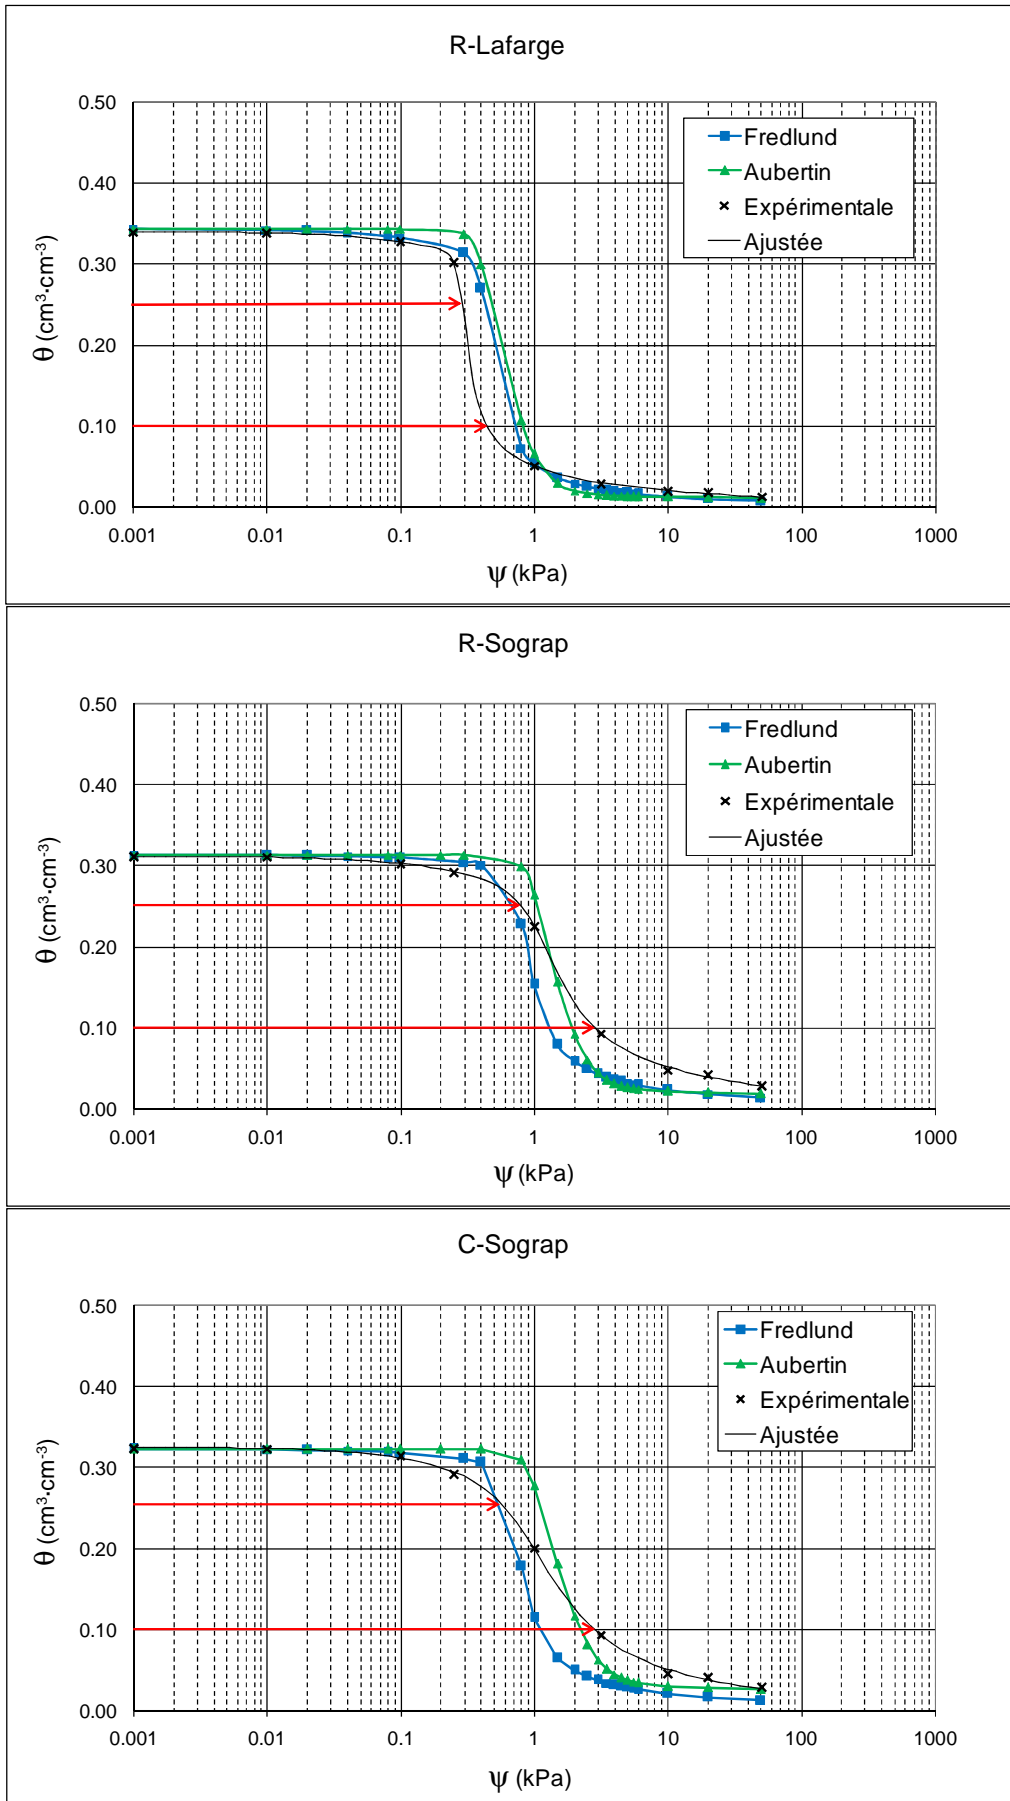 R-Lafarge
0.50
0.40
0.30
0.20
0.10
0.00
θ (cm³·cm⁻³)
Fredlund
Aubertin
Expérimentale
Ajustée
0.001 0.01 0.1 1 10 100 1000
ψ (kPa)
R-Sograp
0.50
0.40
0.30
0.20
0.10
0.00
θ (cm³·cm⁻³)
Fredlund
Aubertin
Expérimentale
Ajustée
0.001 0.01 0.1 1 10 100 1000
ψ (kPa)
C-Sograp
0.50
0.40
0.30
0.20
0.10
0.00
θ (cm³·cm⁻³)
Fredlund
Aubertin
Expérimentale
Ajustée
0.001 0.01 0.1 1 10 100 1000
ψ (kPa)